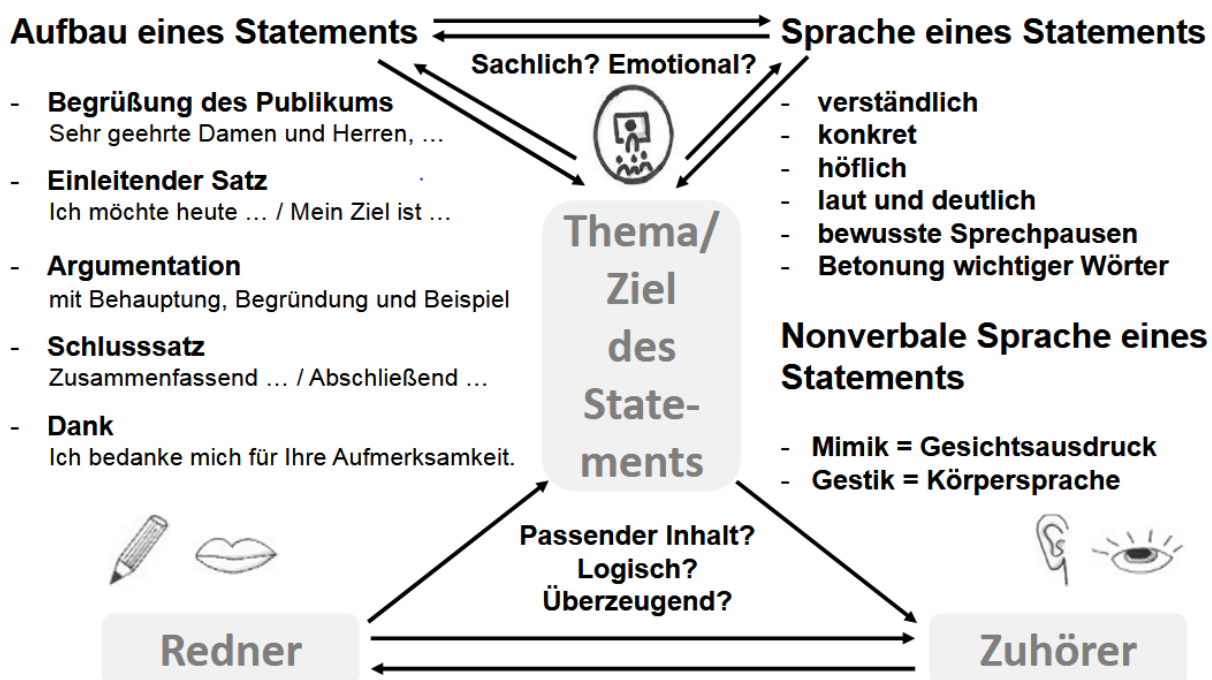 Aufbau eines Statements
- Begrüßung des Publikums
Sehr geehrte Damen und Herren, …
- Einleitender Satz
Ich möchte heute … / Mein Ziel ist …
- Argumentation
mit Behauptung, Begründung und Beispiel
- Schlusssatz
Zusammenfassend … / Abschließend …
- Dank
Ich bedanke mich für Ihre Aufmerksamkeit.
Sachlich? Emotional?
Thema/
Ziel
des
State-
ments
Sprache eines Statements
- verständlich
- konkret
- höflich
- laut und deutlich
- bewusste Sprechpausen
- Betonung wichtiger Wörter
Nonverbale Sprache eines
Statements
- Mimik = Gesichtsausdruck
- Gestik = Körpersprache
Passender Inhalt?
Logisch?
Überzeugend?
Redner
Zuhörer